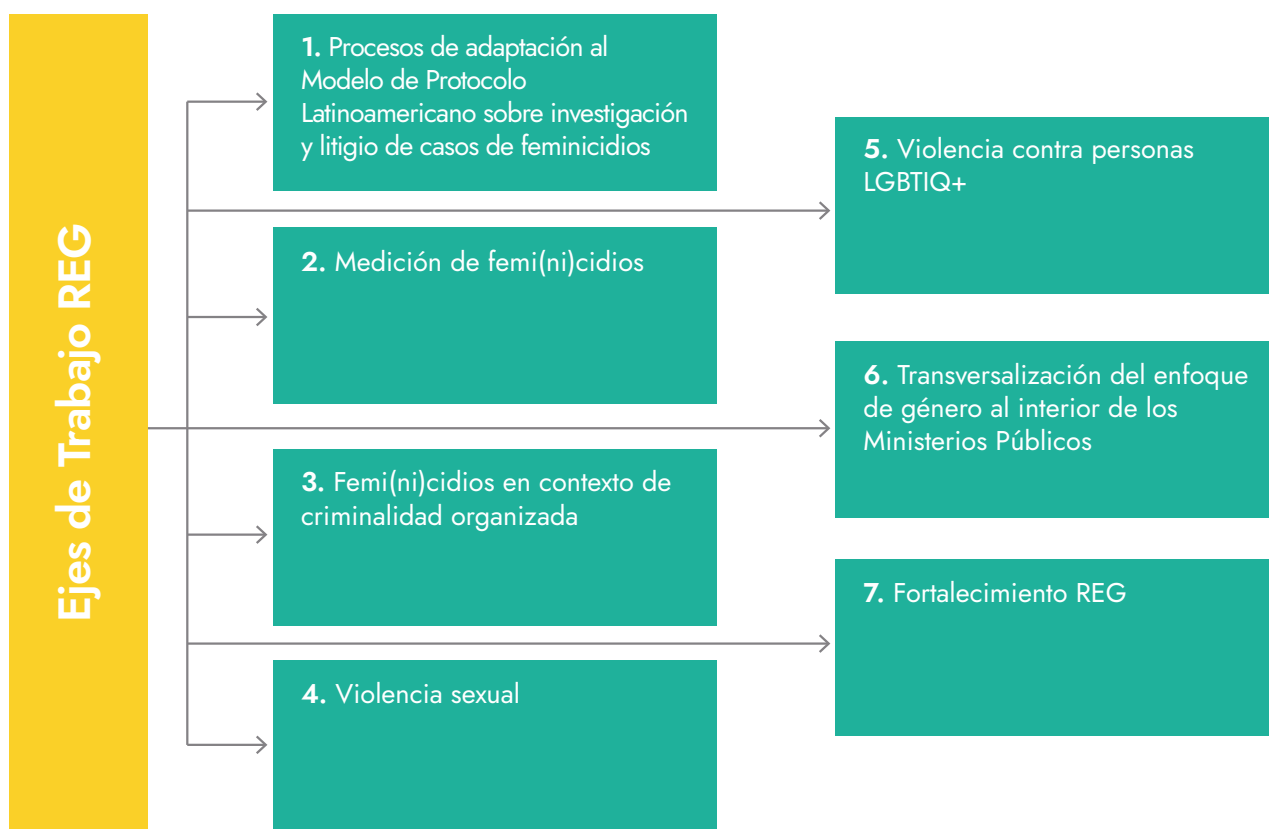 Ejes de Trabajo REG
1. Procesos de adaptación al
Modelo de Protocolo
Latinoamericano sobre investigación
y litigio de casos de feminicidios
2. Medición de femi(ni)cidios
3. Femi(ni)cidios en contexto de
criminalidad organizada
4. Violencia sexual
5. Violencia contra personas
LGBTIQ+
6. Transversalización del enfoque
de género al interior de los
Ministerios Públicos
7. Fortalecimiento REG